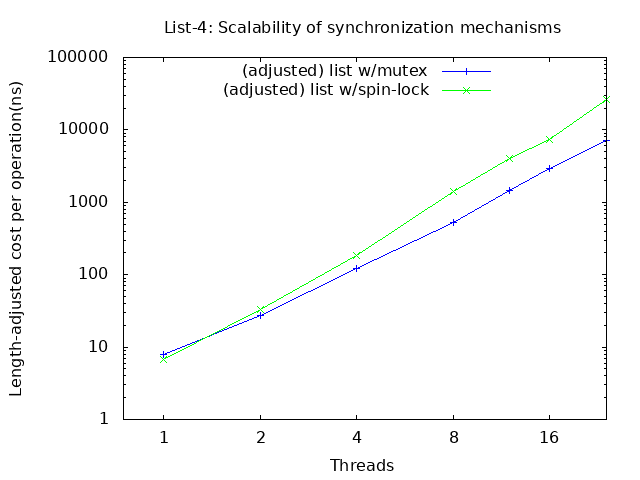 List-4: Scalability of synchronization mechanisms
100000
10000
1000
100
10
1
Length-adjusted cost per operation(ns)
(adjusted) list w/mutex
(adjusted) list w/spin-lock
1 2 4 8 16
Threads